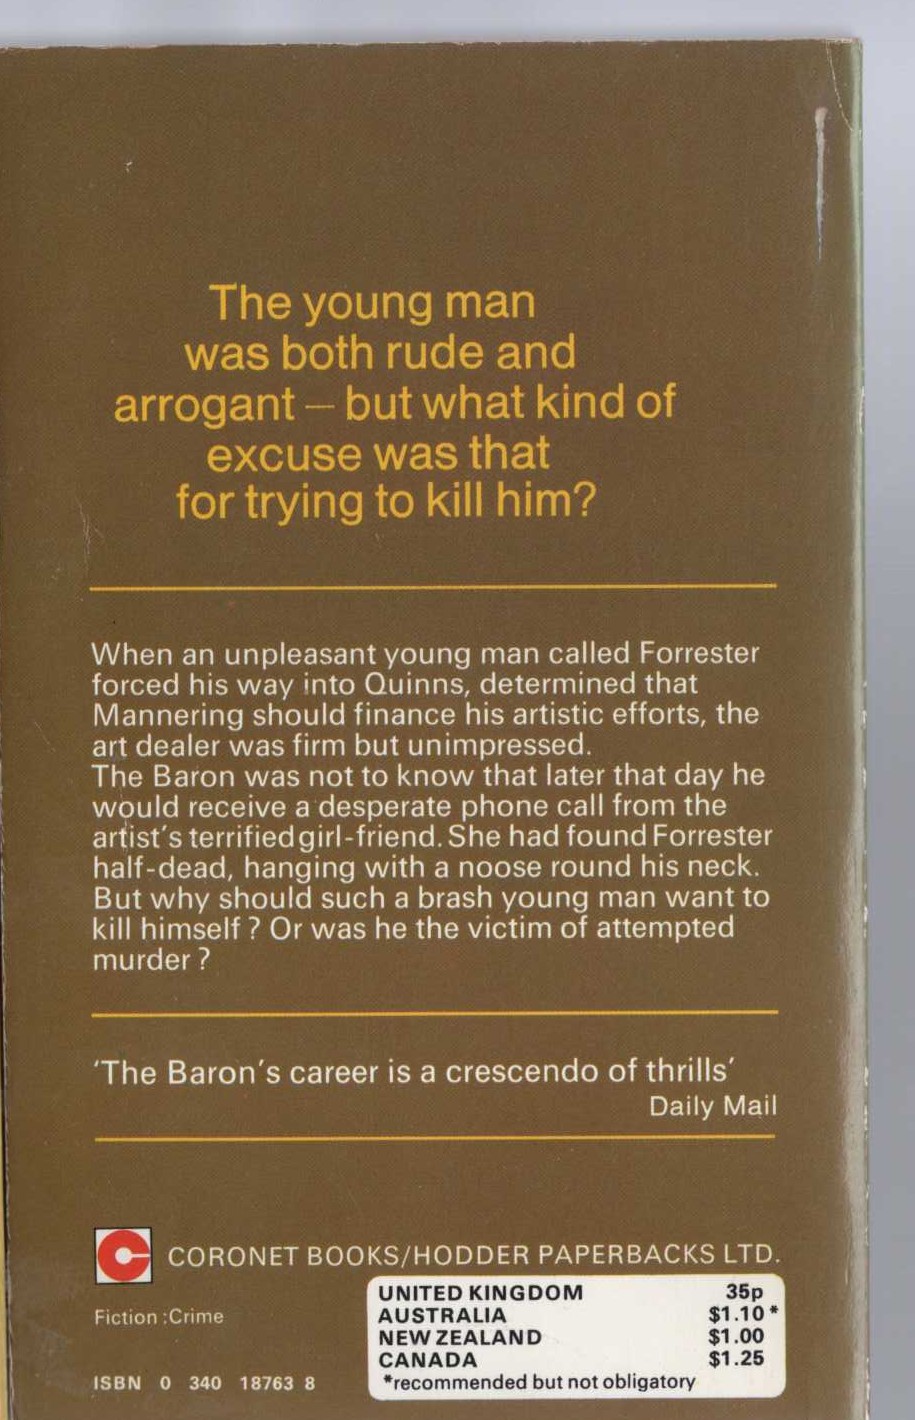 The young man
was both rude and
arrogant – but what kind of
excuse was that
for trying to kill him?
When an unpleasant young man called Forrester
forced his way into Quinns, determined that
Mannering should finance his artistic efforts, the
art dealer was firm but unimpressed.
The Baron was not to know that later that day he
would receive a desperate phone call from the
artist's terrified girl-friend. She had found Forrester
half-dead, hanging with a noose round his neck.
But why should such a brash young man want to
kill himself ? Or was he the victim of attempted
murder ?
'The Baron's career is a crescendo of thrills'
Daily Mail
CORONET BOOKS/HODDER PAPERBACKS LTD.
Fiction :Crime
UNITED KINGDOM 35p
AUSTRALIA $1.10*
NEW ZEALAND $1.00
CANADA $1.25
*recommended but not obligatory
ISBN 0 340 18763 8